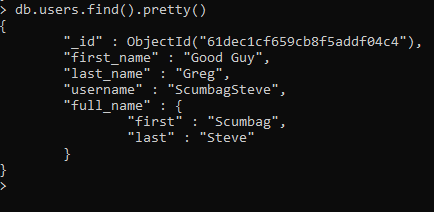 > db.users.find().pretty()
{
        "_id" : ObjectId("61dec1cf659cb8f5addf04c4"),
        "first_name" : "Good Guy",
        "last_name" : "Greg",
        "username" : "ScumbagSteve",
        "full_name" : {
                "first" : "Scumbag",
                "last" : "Steve"
        }
}
>